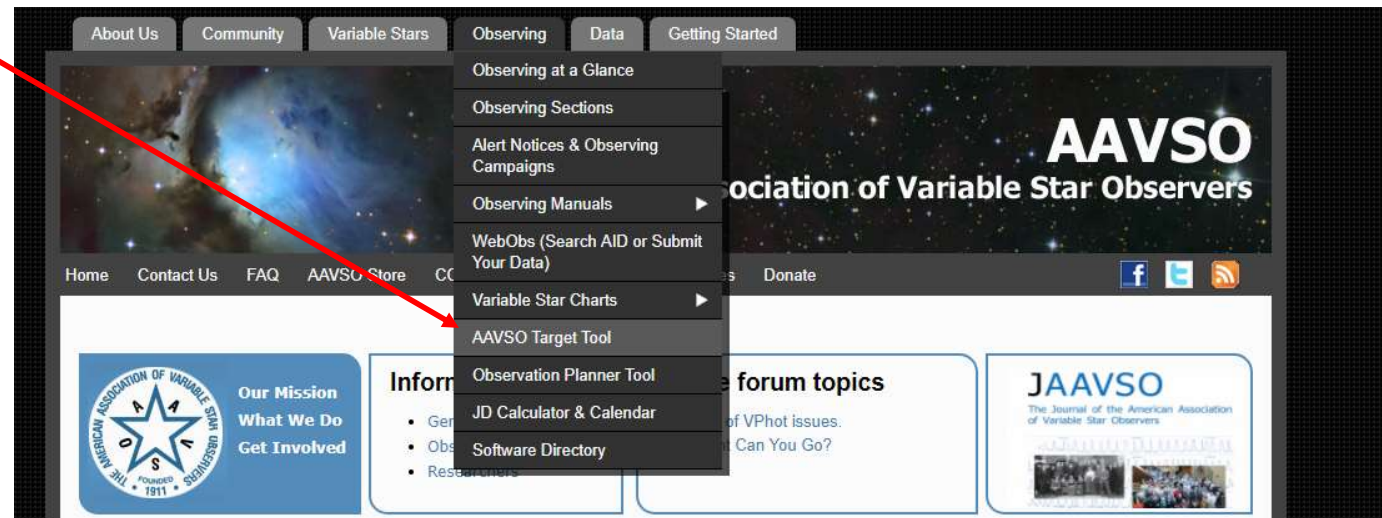 About Us Community Variable Stars Observing Data Getting Started
Observing at a Glance
Observing Sections
Alert Notices & Observing
Campaigns
Observing Manuals
WebObs (Search AID or Submit
Your Data)
Variable Star Charts
AAVSO Target Tool
Observation Planner Tool
JD Calculator & Calendar
Software Directory
AAVSO
ociation of Variable Star Observers
Home Contact Us FAQ AAVSO Store Donate
THE AMERICAN ASSOCIATION OF VARIABLE STAR OBSERVERS
A A V S O
FOUNDED
1911
Our Mission
What We Do
Get Involved
Inforn
Ger
Obs
Researchers
forum topics
of VPhot issues.
Can You Go?
JAAVSO
The Journal of the American Association
of Variable Star Observers